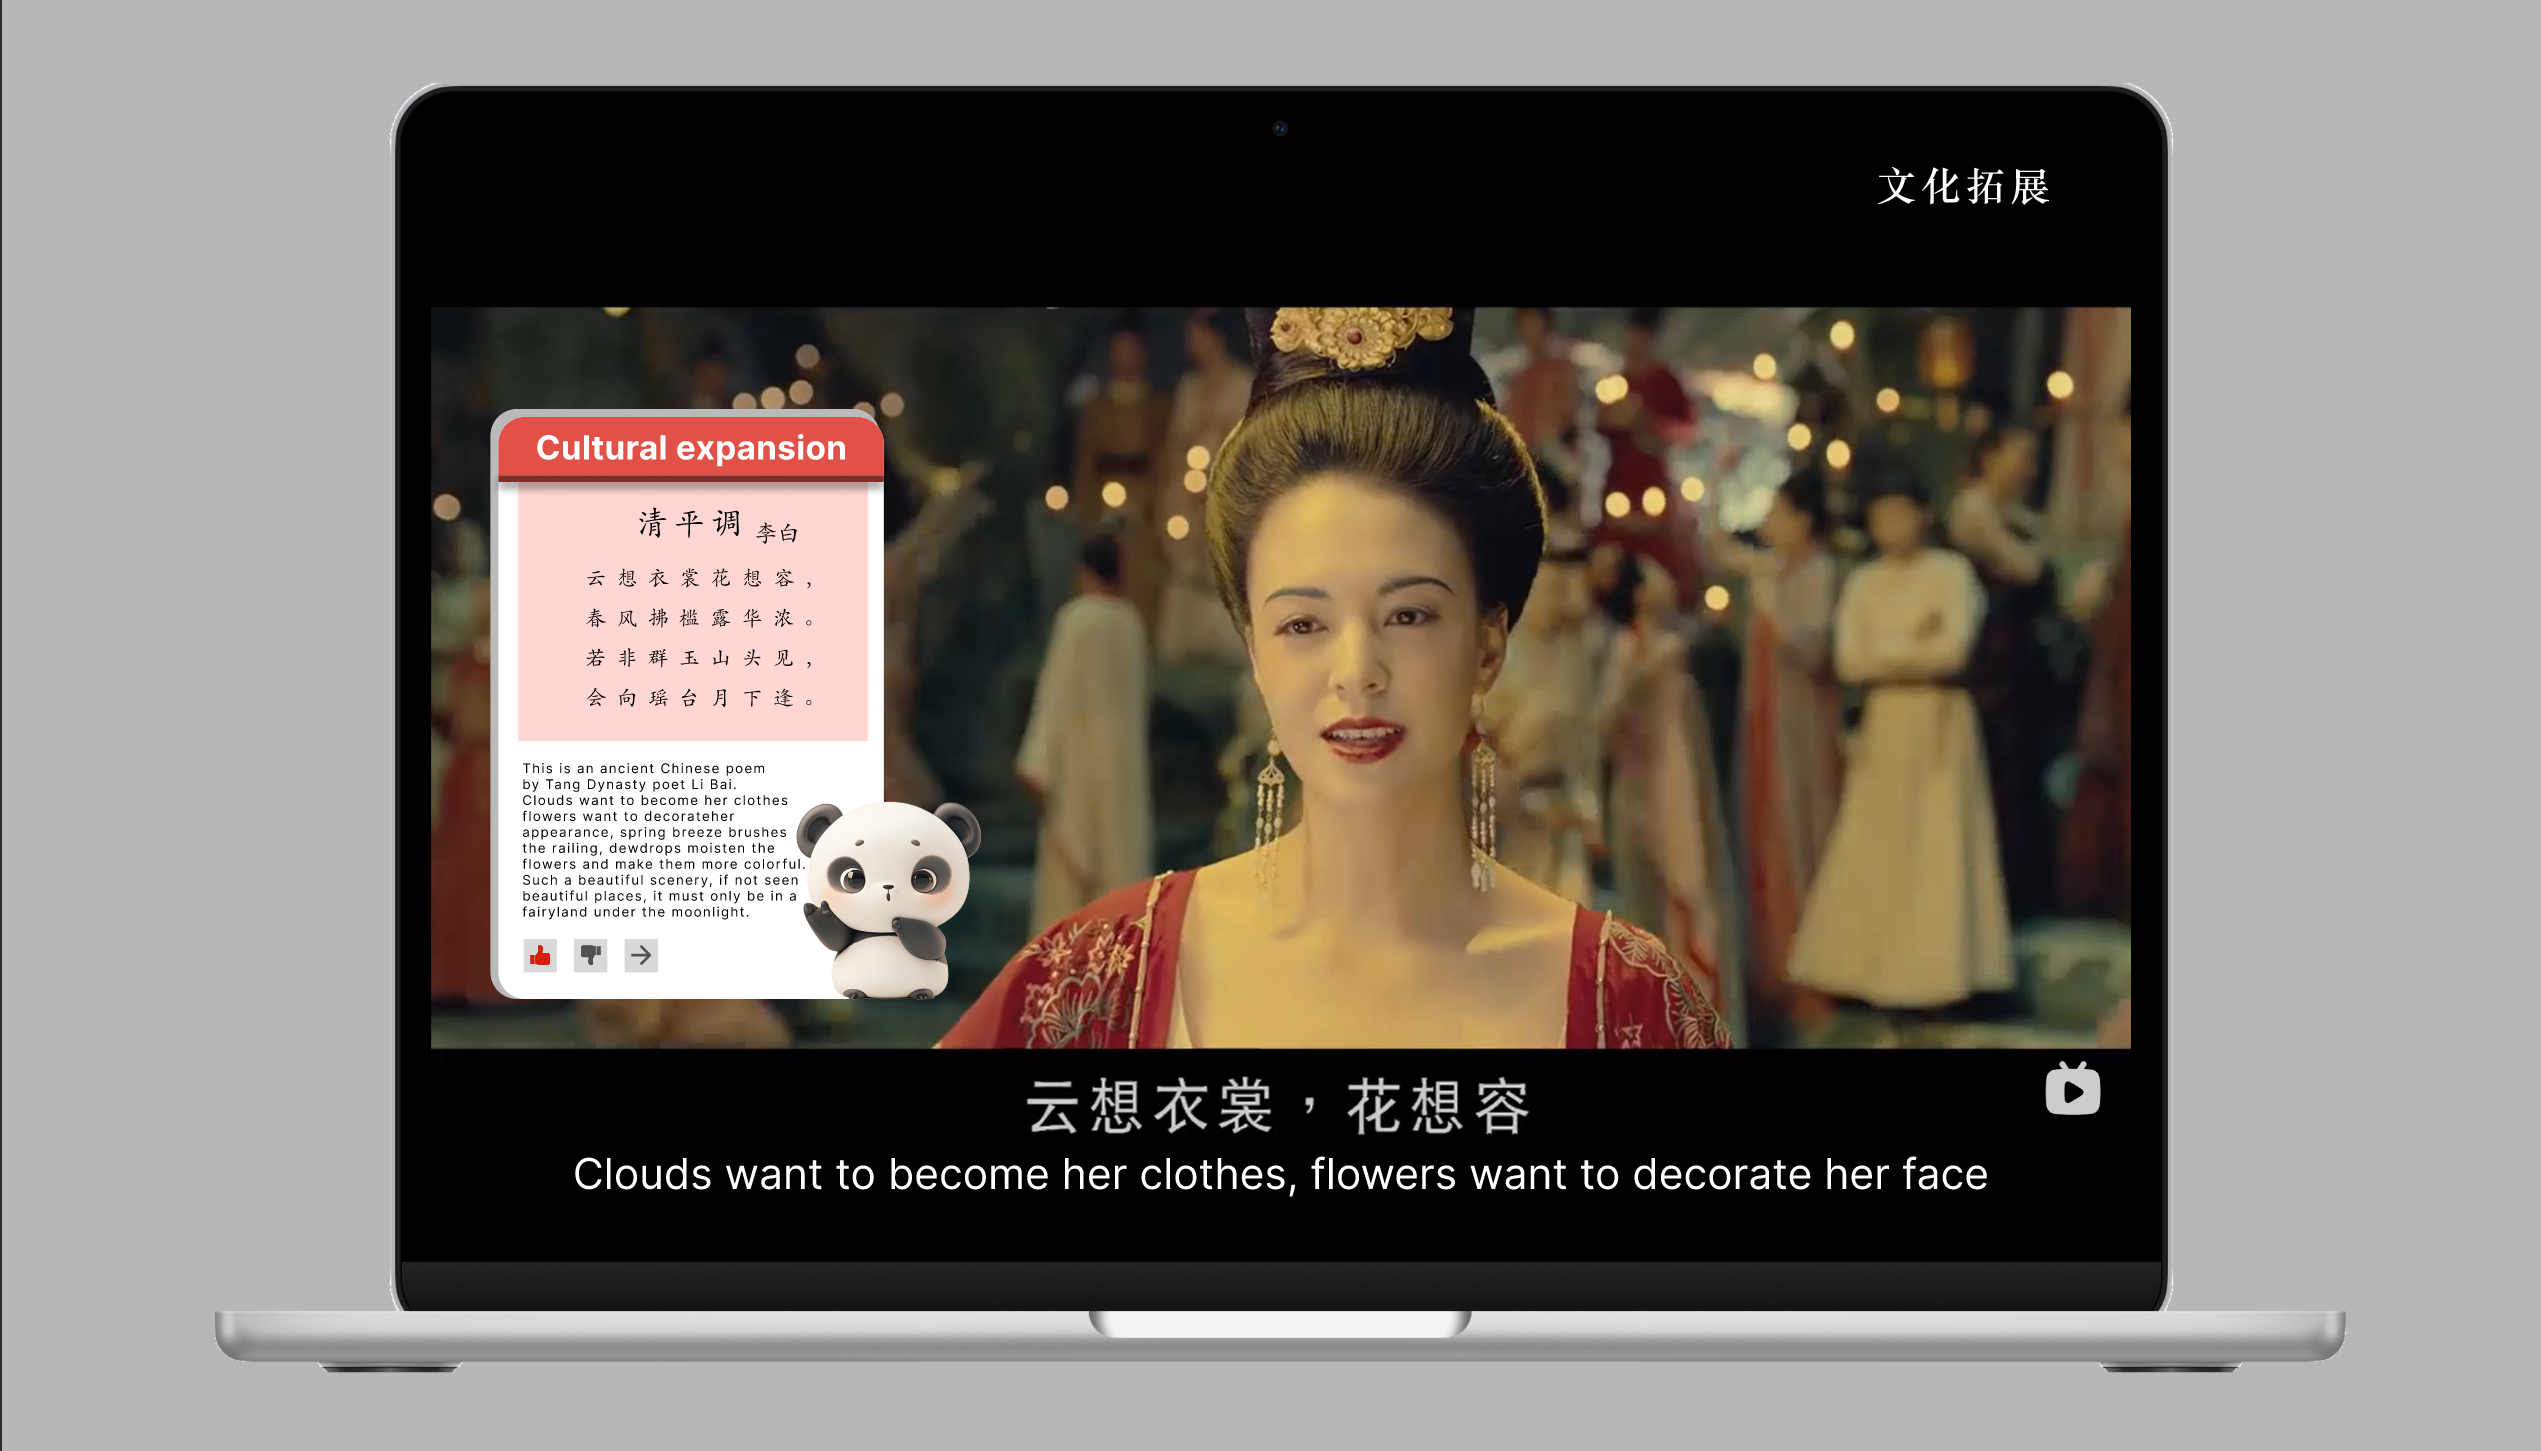 文化拓展
Cultural expansion
清平调 李白
云想衣裳花想容，
春风拂槛露华浓。
若非群玉山头见，
会向瑶台月下逢。
This is an ancient Chinese poem
by Tang Dynasty poet Li Bai.
Clouds want to become her clothes
flowers want to decorateher
appearance, spring breeze brushes
the railing, dewdrops moisten the
flowers and make them more colorful.
Such a beautiful scenery, if not seen
beautiful places, it must only be in a
fairyland under the moonlight.
云想衣裳，花想容
Clouds want to become her clothes, flowers want to decorate her face